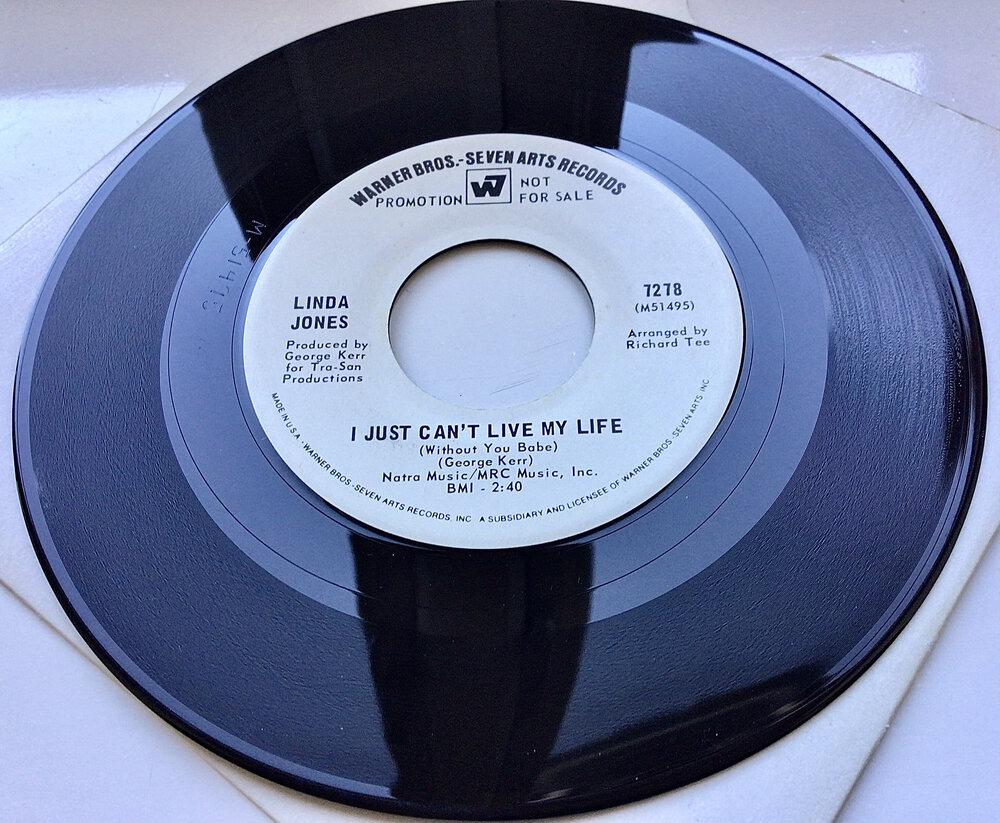 WARNER BROS.-SEVEN ARTS RECORDS
PROMOTION W NOT
FOR SALE
LINDA
JONES
Produced by
George Kerr
for Tra-San
Productions
7278
(M51495)
Arranged by
Richard Tee
I JUST CAN'T LIVE MY LIFE
(Without You Babe)
(George Kerr)
Natra Music/MRC Music, Inc.
BMI - 2:40
MADE IN U.S.A. - WARNER BROS.-SEVEN ARTS RECORDS, INC. A SUBSIDIARY AND LICENSEE OF WARNER BROS.-SEVEN ARTS INC.